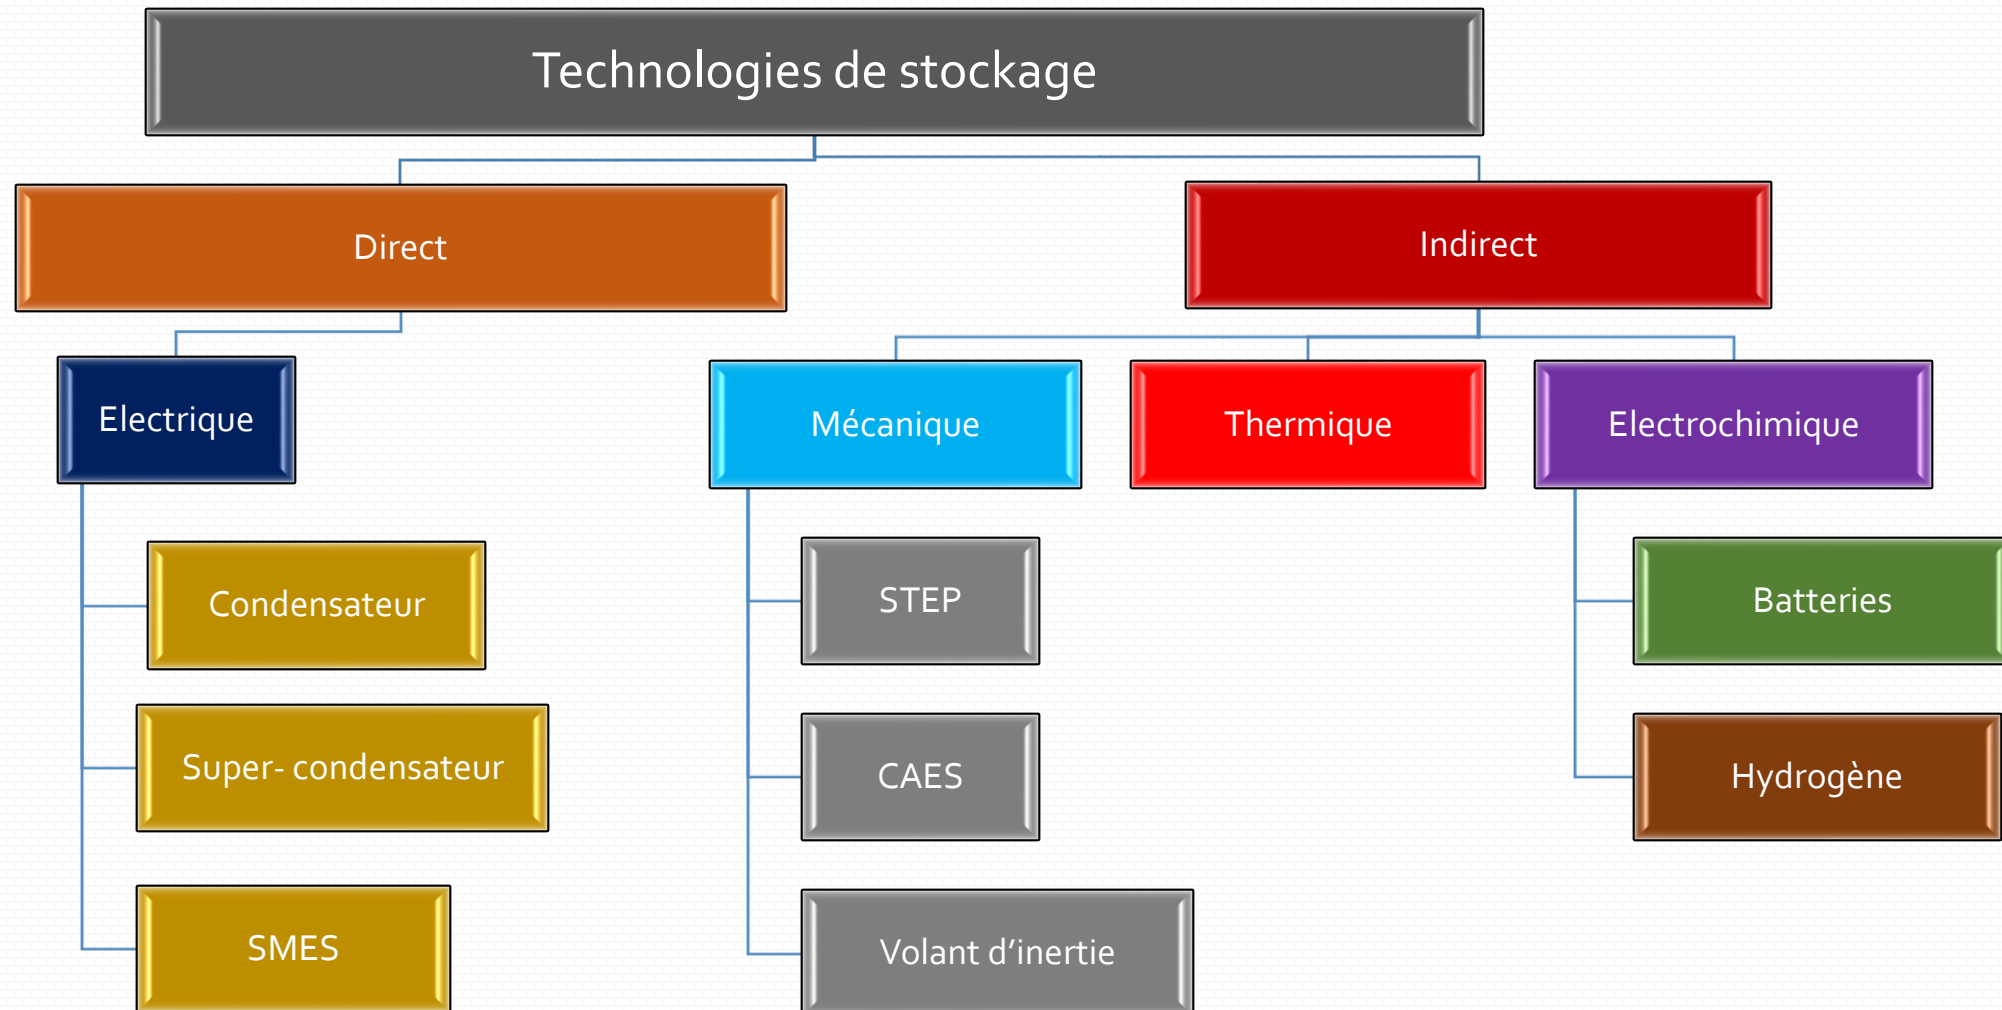 Technologies de stockage
Direct
Indirect
Electrique
Mécanique
Thermique
Electrochimique
Condensateur
STEP
Batteries
Super- condensateur
CAES
Hydrogène
SMES
Volant d’inertie